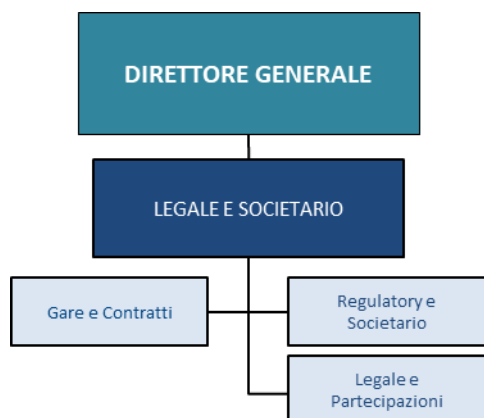 DIRETTORE GENERALE
LEGALE E SOCIETARIO
Gare e Contratti
Regulatory e
Societario
Legale e
Partecipazioni